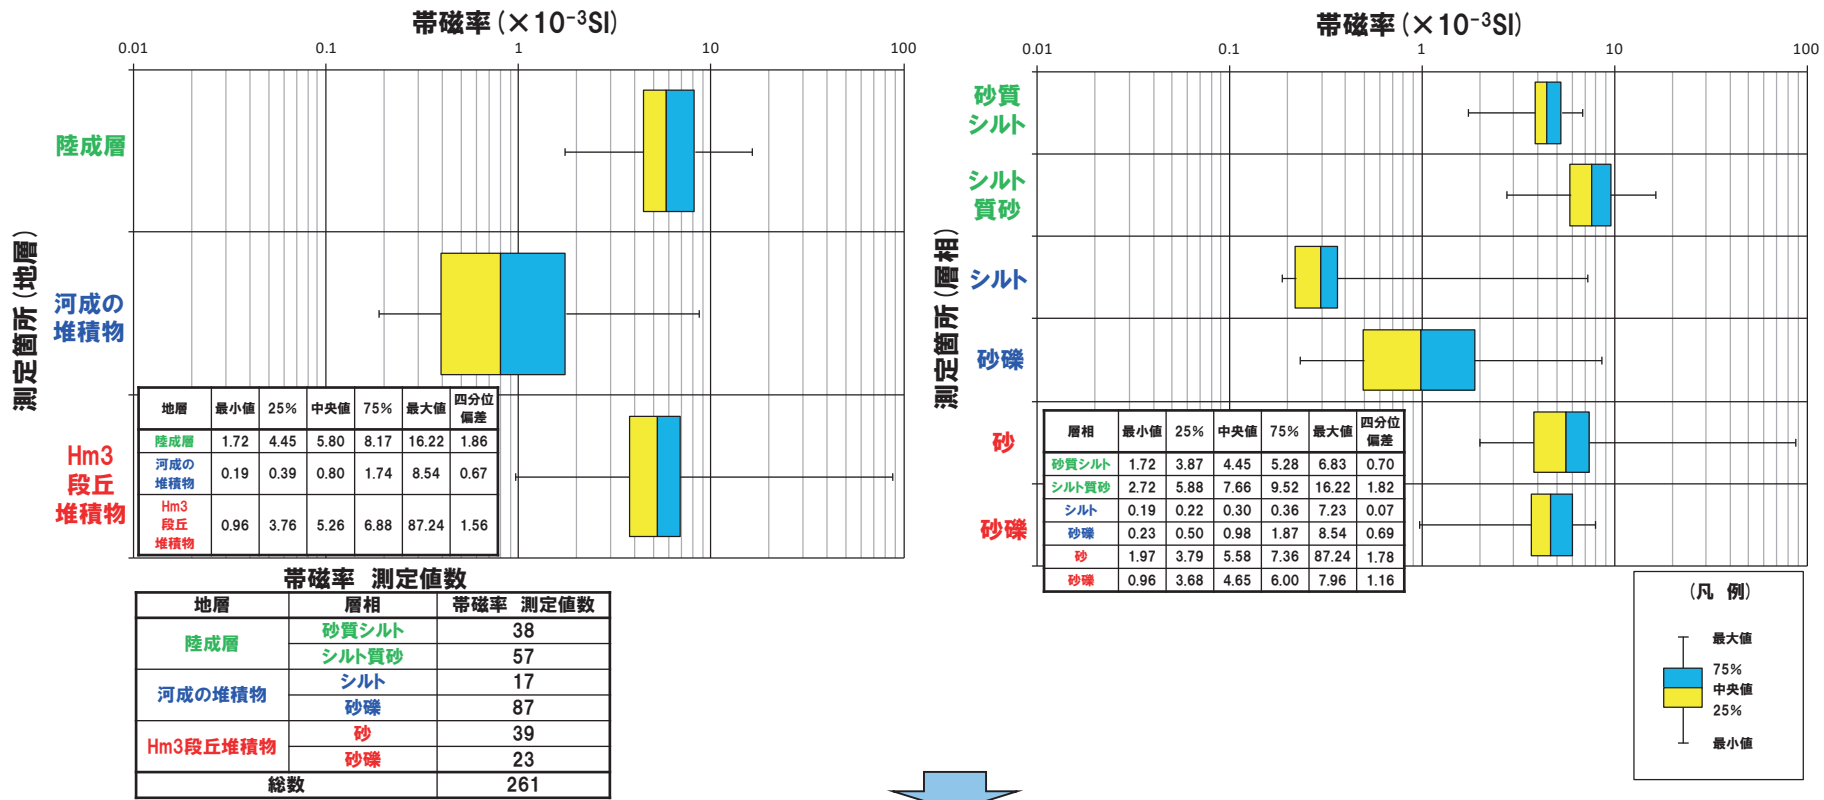 帯磁率(×10⁻³SI)
0.01 0.1 1 10 100
測定箇所(地層)
陸成層
河成の
堆積物
Hm3
段丘
堆積物
地層 最小値 25% 中央値 75% 最大値 四分位
偏差
陸成層 1.72 4.45 5.80 8.17 16.22 1.86
河成の
堆積物 0.19 0.39 0.80 1.74 8.54 0.67
Hm3
段丘
堆積物 0.96 3.76 5.26 6.88 87.24 1.56
帯磁率 測定値数
地層 層相 帯磁率 測定値数
陸成層 砂質シルト 38
シルト質砂 57
河成の堆積物 シルト 17
砂礫 87
Hm3段丘堆積物 砂 39
砂礫 23
総数 261
帯磁率(×10⁻³SI)
0.01 0.1 1 10 100
測定箇所(層相)
砂質
シルト
シルト
質砂
シルト
砂礫
砂
砂礫
層相 最小値 25% 中央値 75% 最大値 四分位
偏差
砂質シルト 1.72 3.87 4.45 5.28 6.83 0.70
シルト質砂 2.72 5.88 7.66 9.52 16.22 1.82
シルト 0.19 0.22 0.30 0.36 7.23 0.07
砂礫 0.23 0.50 0.98 1.87 8.54 0.69
砂 1.97 3.79 5.58 7.36 87.24 1.78
砂礫 0.96 3.68 4.65 6.00 7.96 1.16
(凡 例)
最大値
75%
中央値
25%
最小値